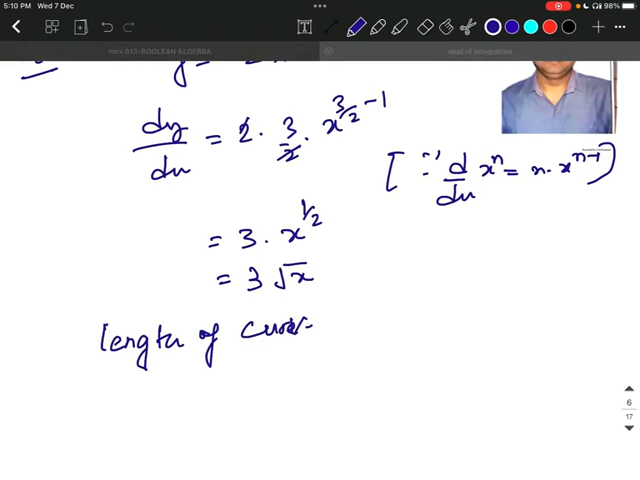 5:10 PM Wed 7 Dec
98%
mcs 013-BOOLEAN ALGEBRA
appl.of.integration
dy/dx = 2 · 3/2 · x^{3/2 - 1}
[ ∵ d/dx x^n = n · x^{n-1} ]
= 3 · x^{1/2}
= 3 √x
length of curv
6
17